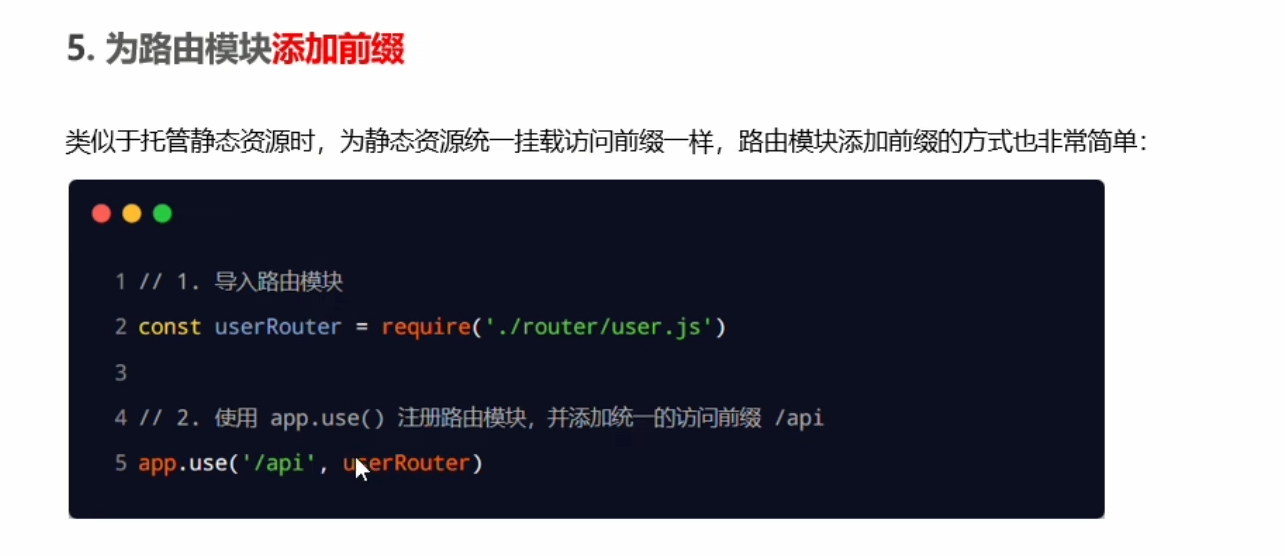 5. 为路由模块添加前缀
类似于托管静态资源时，为静态资源统一挂载访问前缀一样，路由模块添加前缀的方式也非常简单：
1 // 1. 导入路由模块
2 const userRouter = require('./router/user.js')
3
4 // 2. 使用 app.use() 注册路由模块，并添加统一的访问前缀 /api
5 app.use('/api', userRouter)